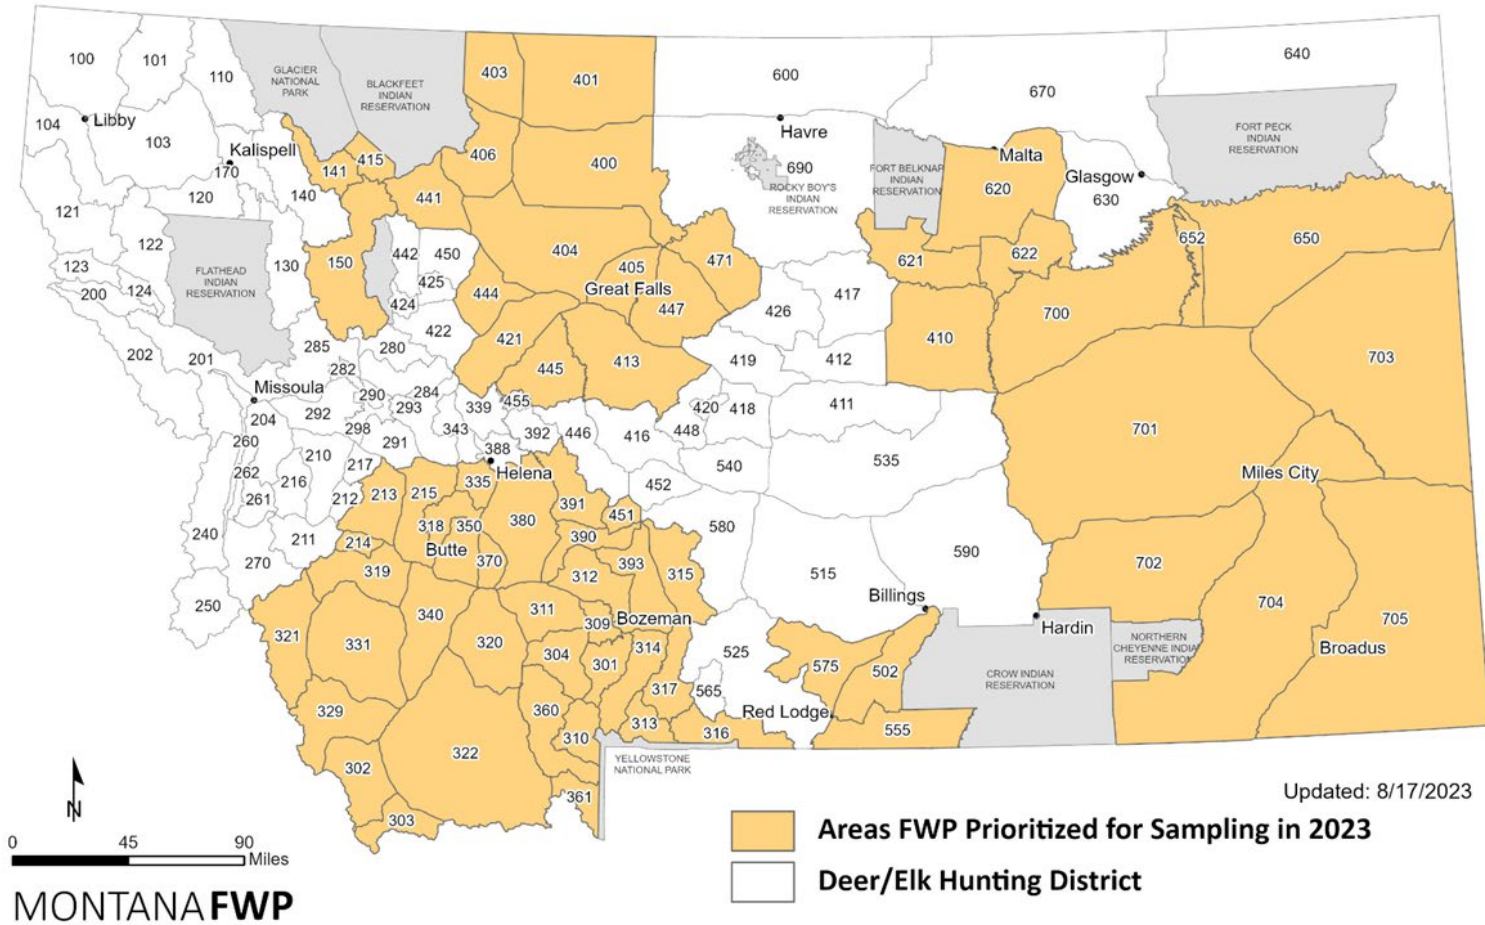 100
101
110
GLACIER
NATIONAL
PARK
BLACKFEET
INDIAN
RESERVATION
403
401
600
670
640
104
Libby
103
Kalispell
170
120
141
415
406
400
Havre
690
ROCKY BOY'S
INDIAN
RESERVATION
FORT BELKNAP
INDIAN
RESERVATION
Malta
620
Glasgow
630
FORT PECK
INDIAN
RESERVATION
121
122
140
441
123
124
200
FLATHEAD
INDIAN
RESERVATION
130
150
442
450
425
424
422
404
405
Great Falls
444
447
471
426
417
621
622
652
650
410
700
703
202
201
285
280
282
421
445
413
419
412
Missoula
204
292
290
284
293
339
455
420
418
411
701
260
298
291
343
388
392
446
416
448
262
210
217
Helena
540
535
Miles City
261
216
212
213
215
335
380
391
451
452
240
211
214
318
350
Butte
370
390
580
590
702
270
319
312
393
315
515
250
321
331
340
320
311
309
Bozeman
Billings
Hardin
704
705
304
301
314
525
575
502
CROW INDIAN
RESERVATION
NORTHERN
CHEYENNE INDIA
RESERVATION
Broadus
329
360
317
565
Red Lodge
322
310
313
316
555
302
YELLOWSTONE
NATIONAL PARK
361
303
N
0 45 90
Miles
MONTANA FWP
Updated: 8/17/2023
Areas FWP Prioritized for Sampling in 2023
Deer/Elk Hunting District